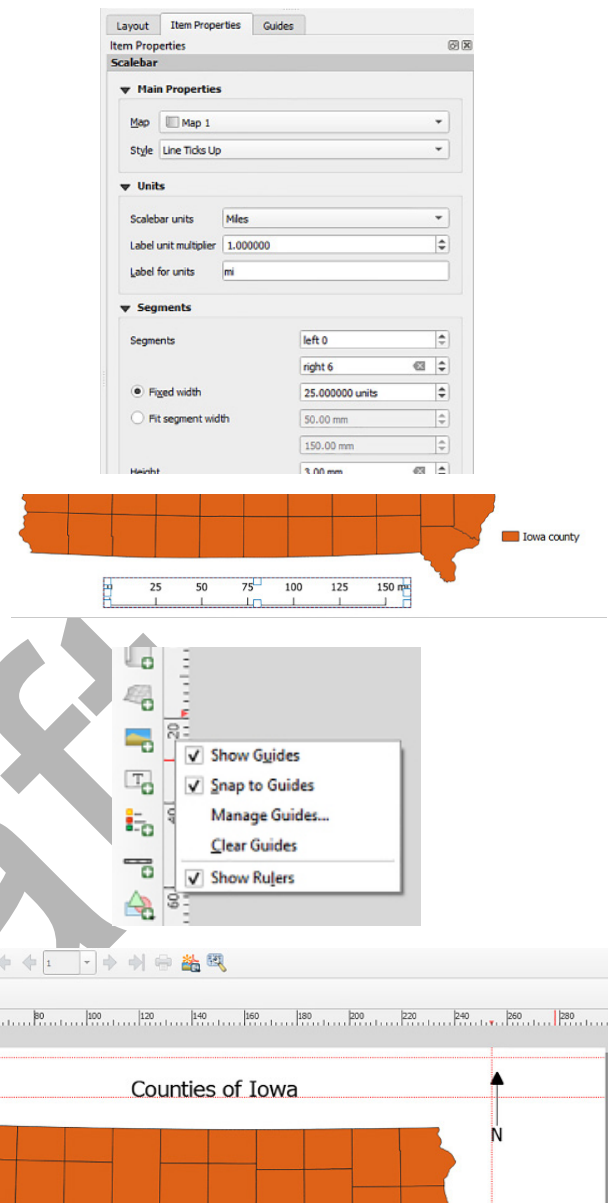 Layout Item Properties Guides
Item Properties
Scalebar
Main Properties
Map Map 1
Style Line Ticks Up
Units
Scalebar units Miles
Label unit multiplier 1.000000
Label for units mi
Segments
Segments left 0
right 6
Fixed width 25.000000 units
Fit segment width 50.00 mm
150.00 mm
Height 3.00 mm
Iowa county
25 50 75 100 125 150
20
Show Guides
Snap to Guides
Manage Guides...
40
Clear Guides
Show Rulers
60
1
80 100 120 140 160 180 200 220 240 260 280
Counties of Iowa
N